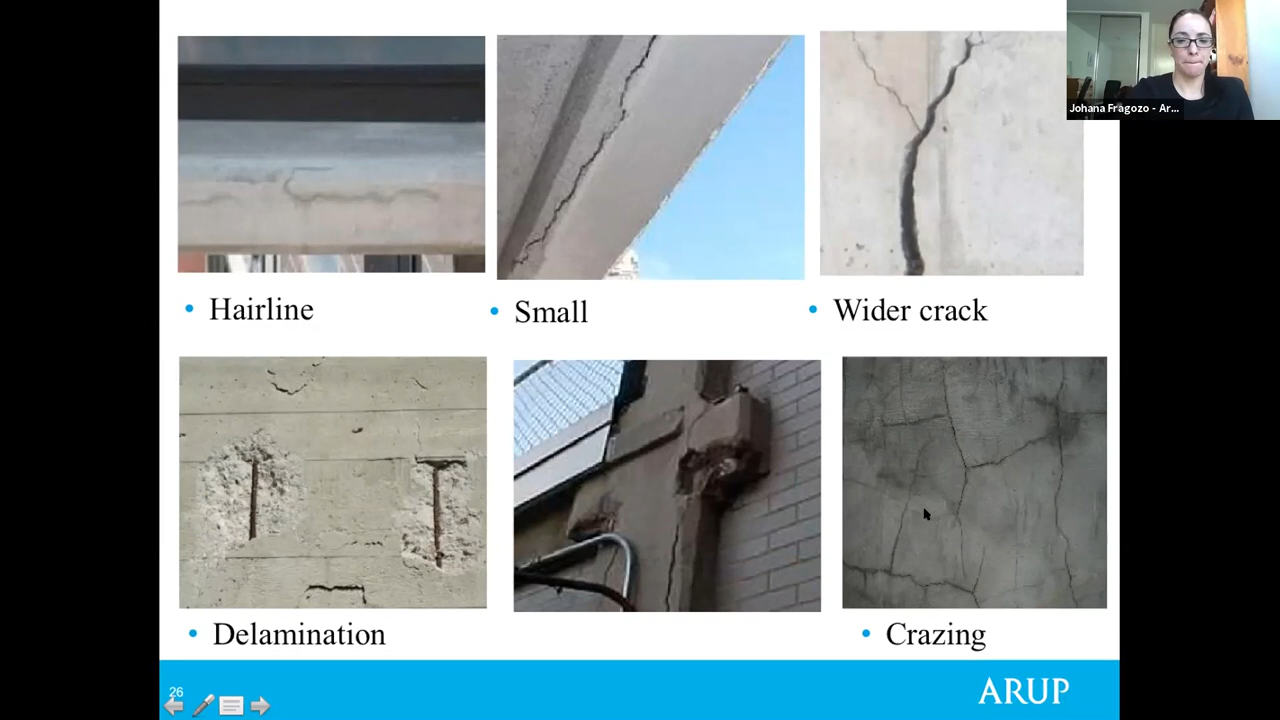 Johana Fragozo - Ar...
• Hairline
• Small
• Wider crack
• Delamination
• Crazing
26
ARUP